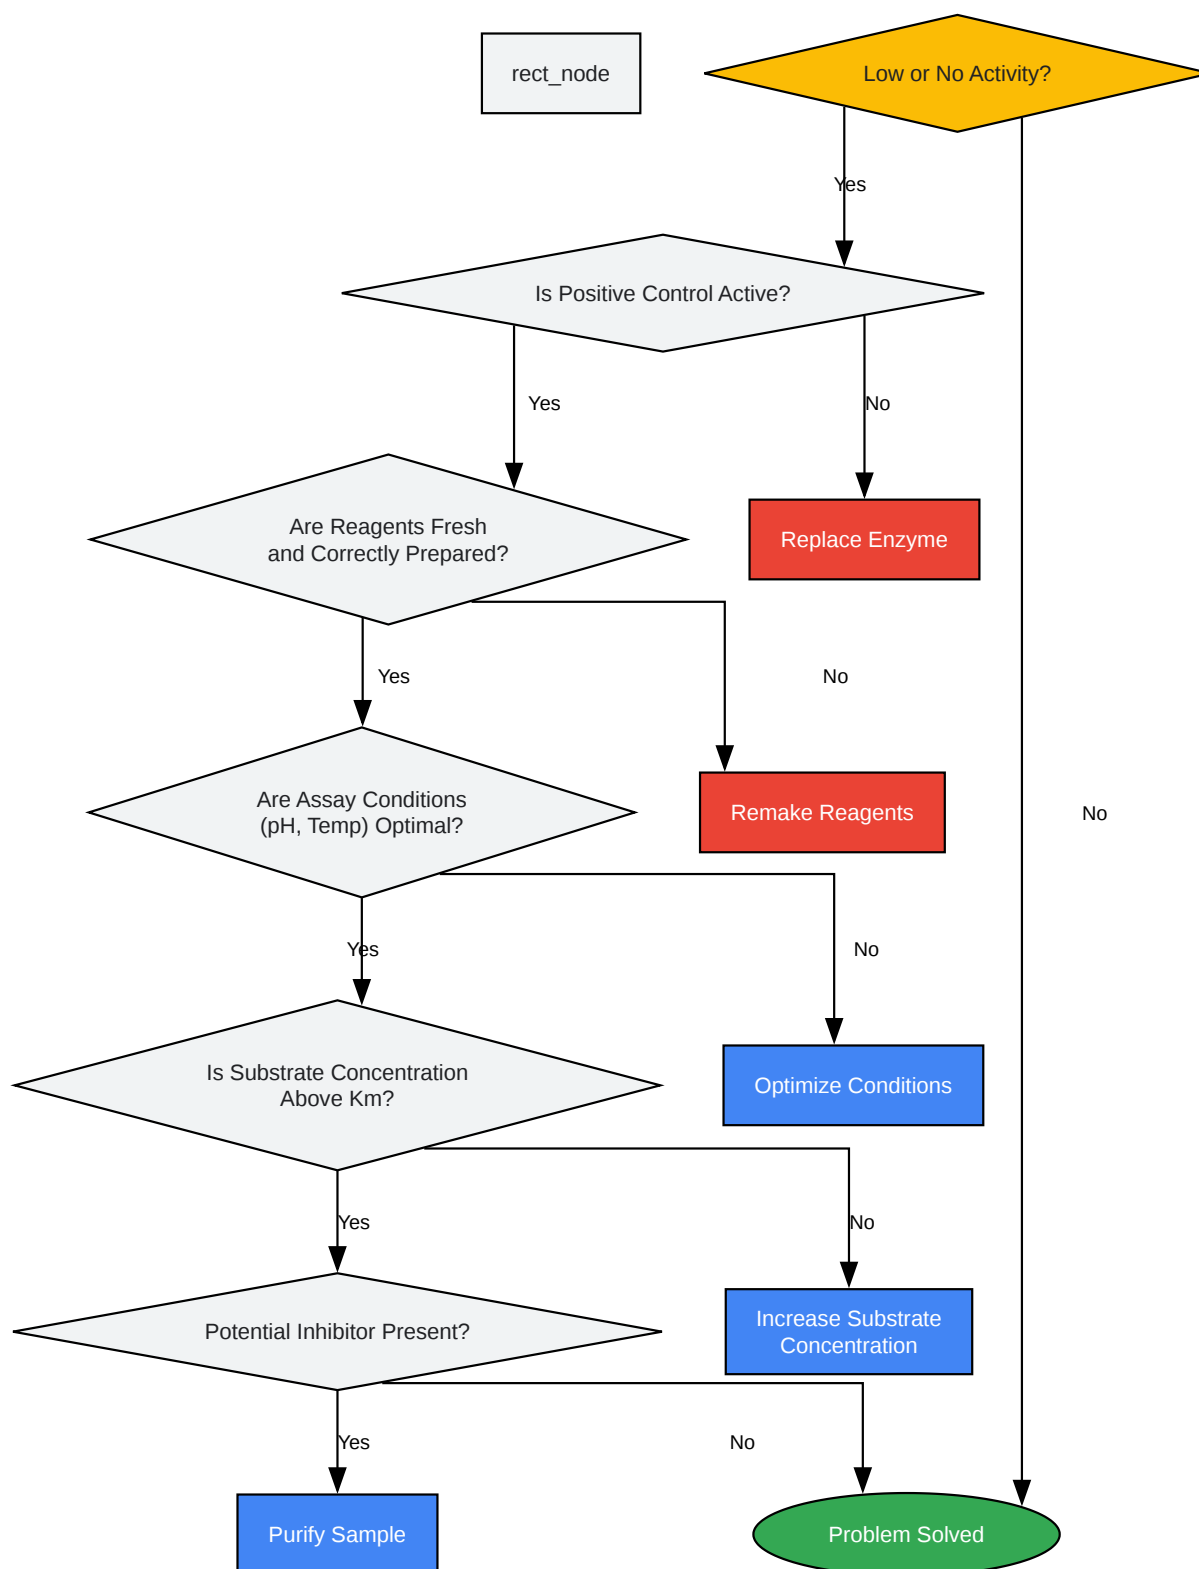 rect_node
Low or No Activity?
Yes
Is Positive Control Active?
Yes
No
Are Reagents Fresh
and Correctly Prepared?
Replace Enzyme
Yes
No
Are Assay Conditions
(pH, Temp) Optimal?
Remake Reagents
No
Yes
No
Is Substrate Concentration
Above Km?
Optimize Conditions
Yes
No
Potential Inhibitor Present?
Increase Substrate
Concentration
Yes
No
Purify Sample
Problem Solved